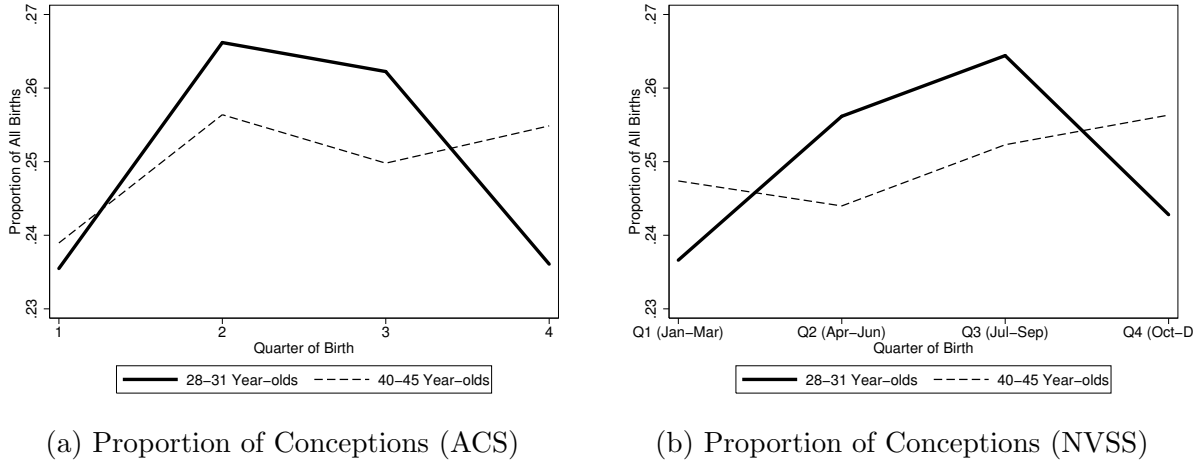 .27
.26
.25
.24
.23
Proportion of All Births
1 2 3 4
Quarter of Birth
28−31 Year−olds 40−45 Year−olds
(a) Proportion of Conceptions (ACS)
.27
.26
.25
.24
.23
Proportion of All Births
Q1 (Jan−Mar) Q2 (Apr−Jun) Q3 (Jul−Sep) Q4 (Oct−D
Quarter of Birth
28−31 Year−olds 40−45 Year−olds
(b) Proportion of Conceptions (NVSS)